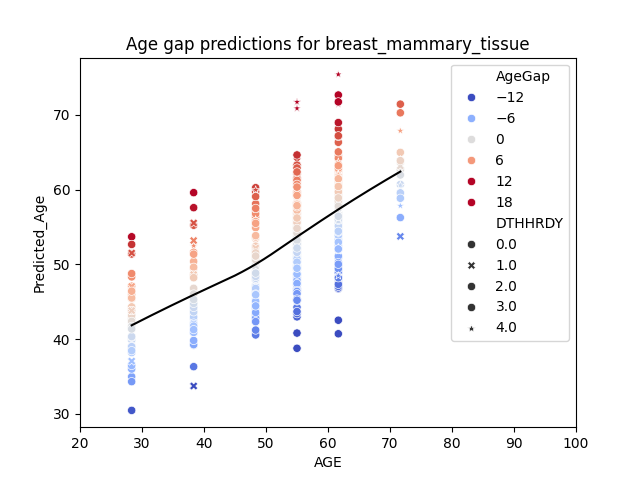 Age gap predictions for breast_mammary_tissue
Predicted_Age
70
60
50
40
30
20 30 40 50 60 70 80 90 100
AGE
AgeGap
−12
−6
0
6
12
18
DTHHRDY
0.0
1.0
2.0
3.0
4.0